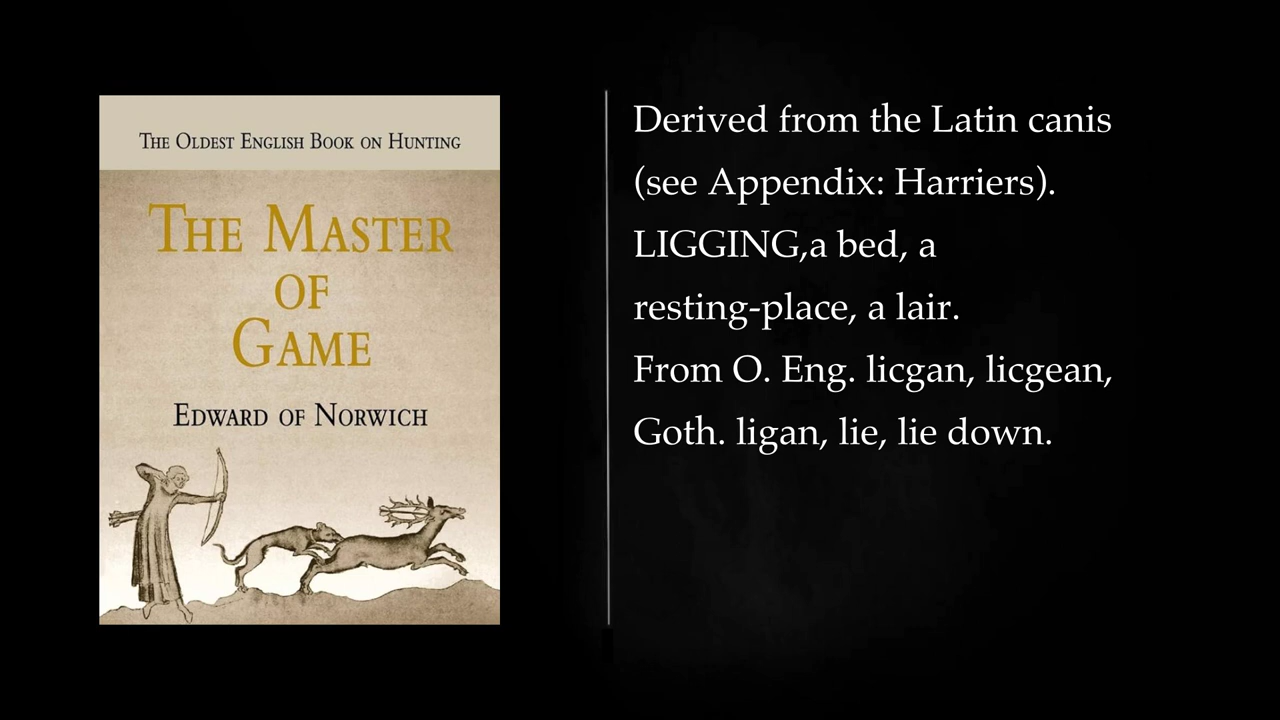 The Oldest English Book on Hunting
The Master
of
Game
Edward of Norwich
Derived from the Latin canis
(see Appendix: Harriers).
LIGGING,a bed, a
resting-place, a lair.
From O. Eng. licgan, licgean,
Goth. ligan, lie, lie down.